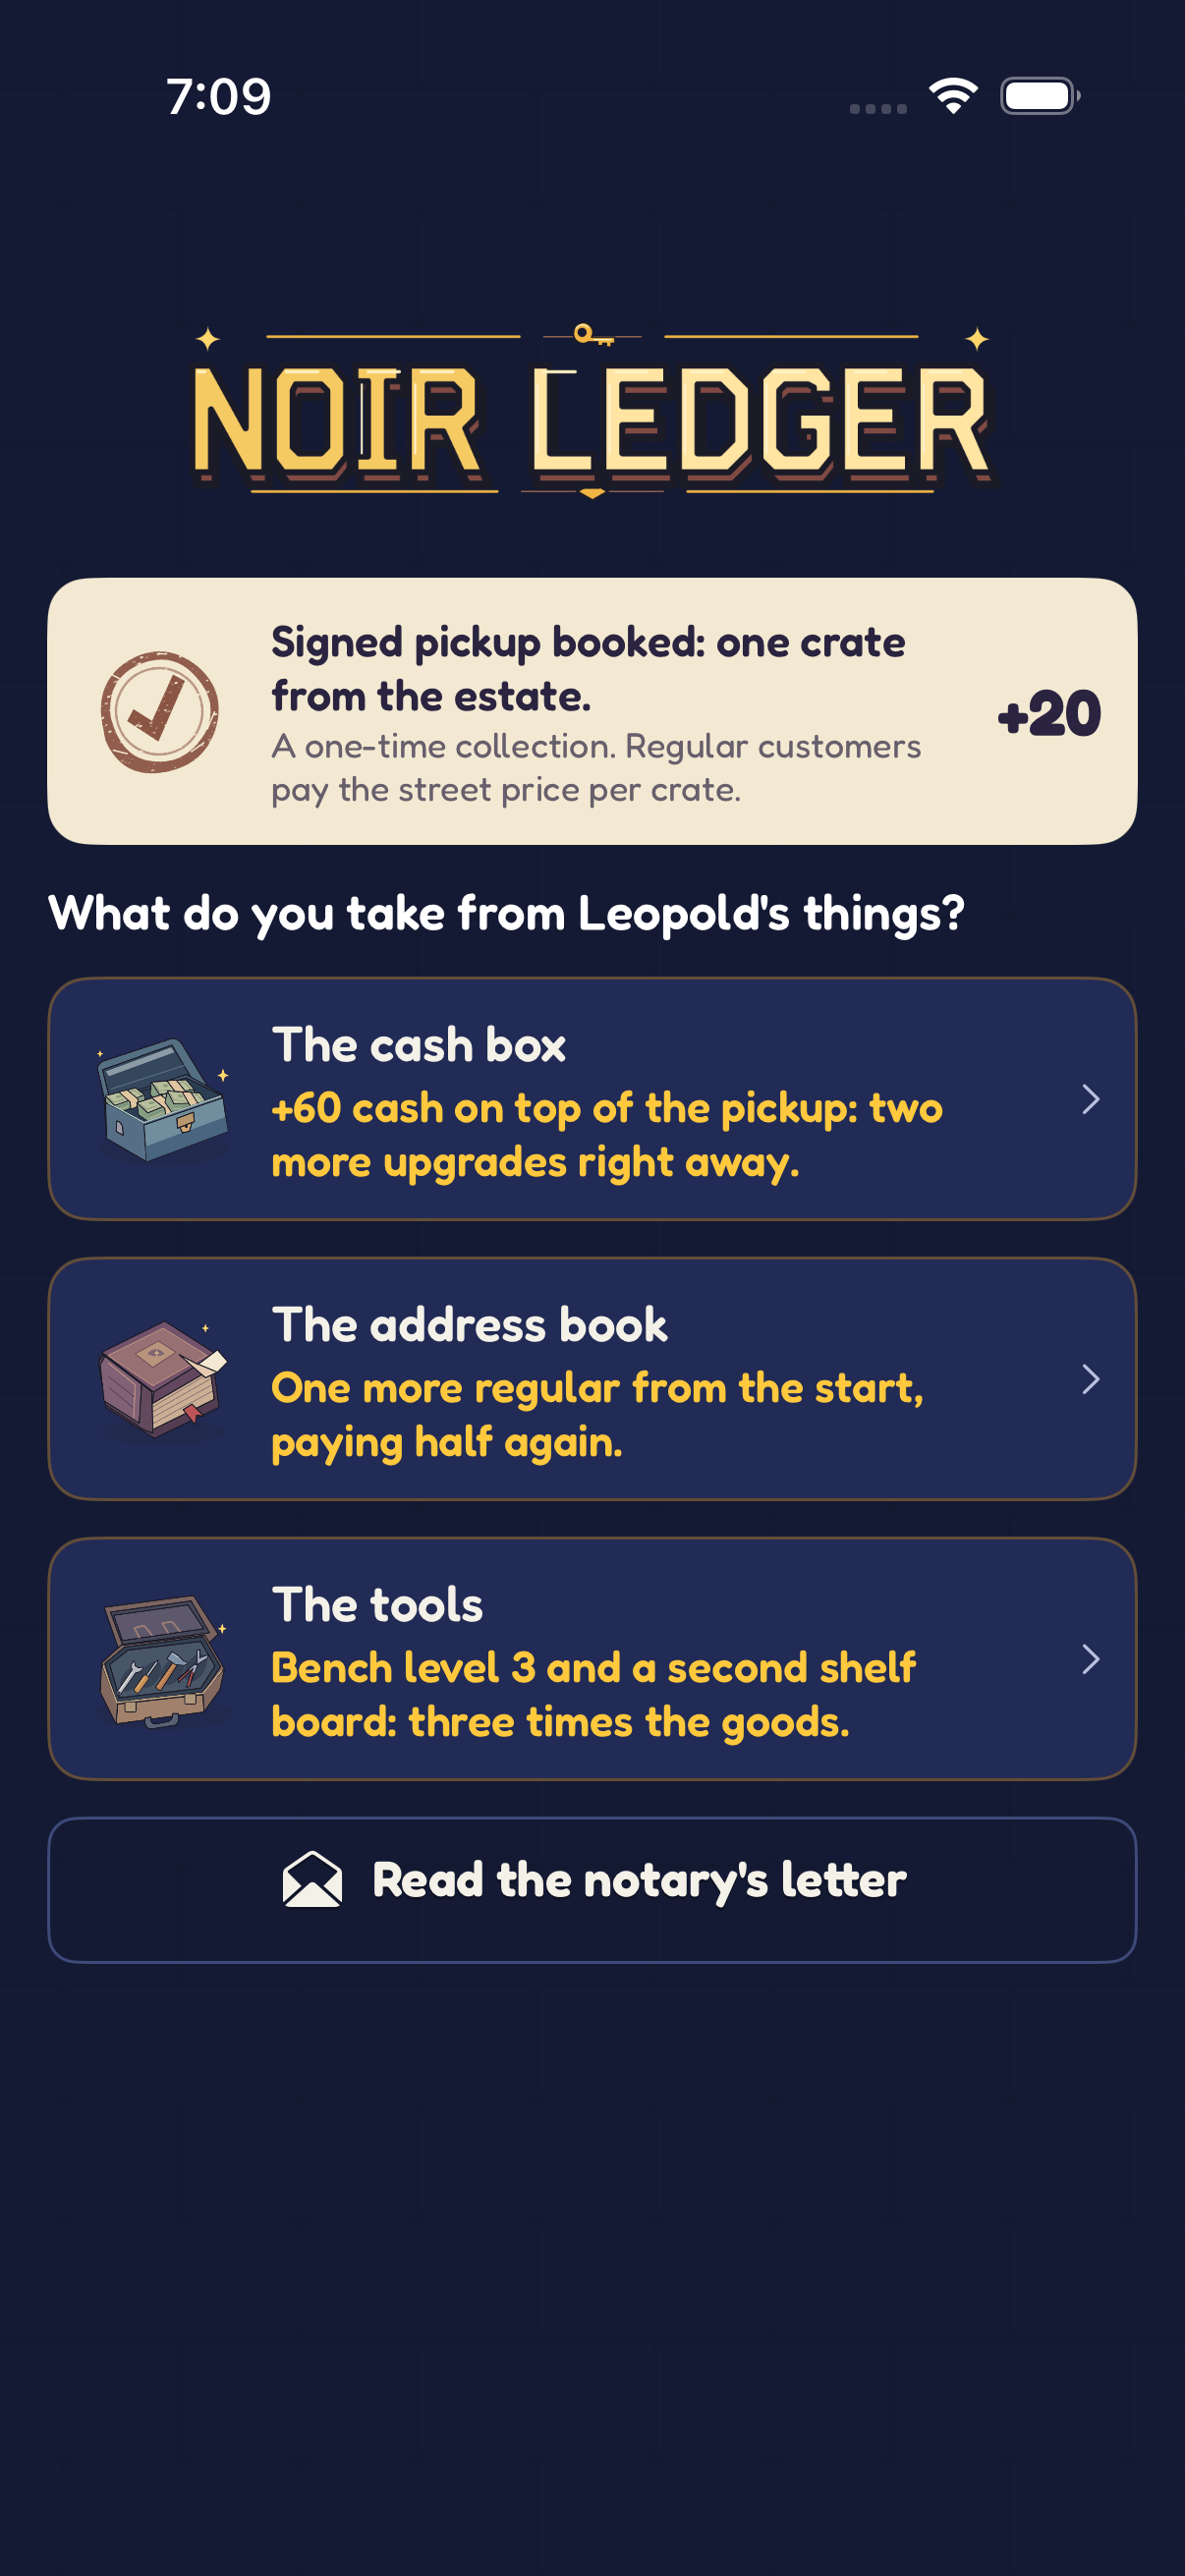 7:09
NOIR LEDGER
Signed pickup booked: one crate
from the estate.
A one-time collection. Regular customers
pay the street price per crate.
+20
What do you take from Leopold's things?
The cash box
+60 cash on top of the pickup: two
more upgrades right away.
The address book
One more regular from the start,
paying half again.
The tools
Bench level 3 and a second shelf
board: three times the goods.
Read the notary's letter